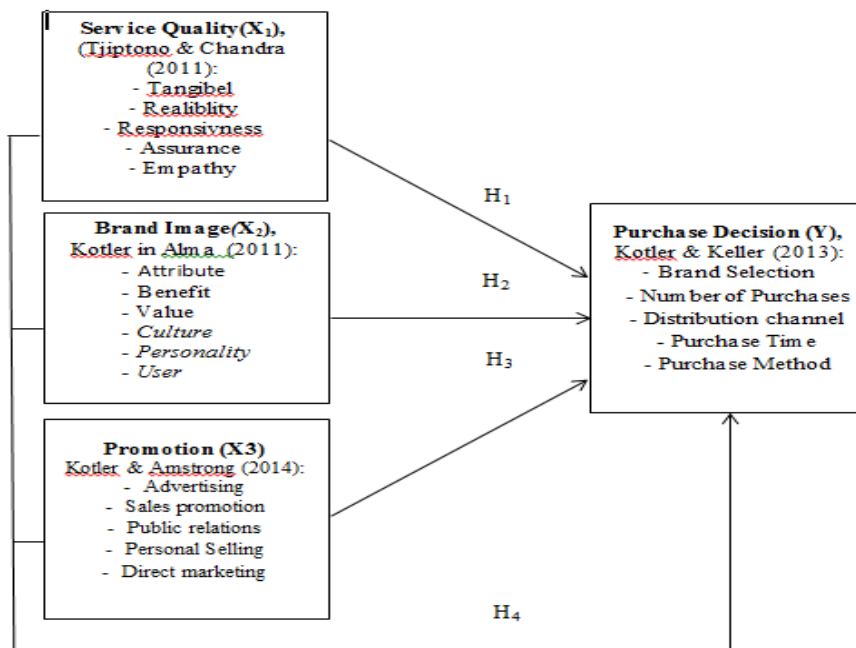 Service Quality(X₁),
(Tjiptono & Chandra
(2011):
- Tangibel
- Realiblity
- Responsivness
- Assurance
- Empathy
H₁
Brand Image(X₂),
Kotler in Alma (2011):
- Attribute
- Benefit
- Value
- Culture
- Personality
- User
H₂
H₃
Purchase Decision (Y),
Kotler & Keller (2013):
- Brand Selection
- Number of Purchases
- Distribution channel
- Purchase Time
- Purchase Method
Promotion (X3)
Kotler & Amstrong (2014):
- Advertising
- Sales promotion
- Public relations
- Personal Selling
- Direct marketing
H₄